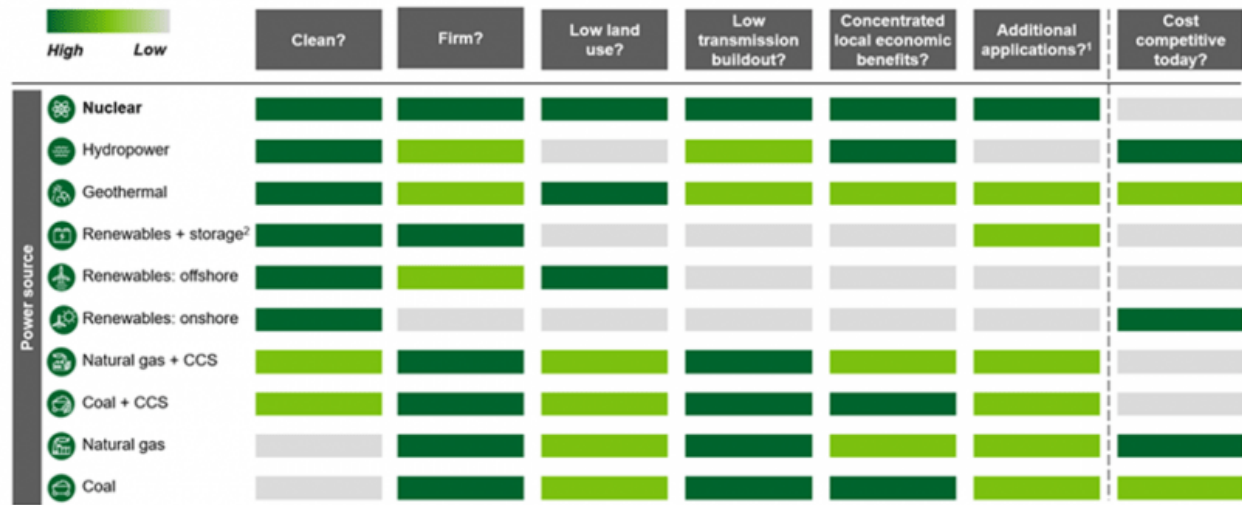 High Low
Clean?
Firm?
Low land
use?
Low
transmission
buildout?
Concentrated
local economic
benefits?
Additional
applications?¹
Cost
competitive
today?
Power source
Nuclear
Hydropower
Geothermal
Renewables + storage²
Renewables: offshore
Renewables: onshore
Natural gas + CCS
Coal + CCS
Natural gas
Coal